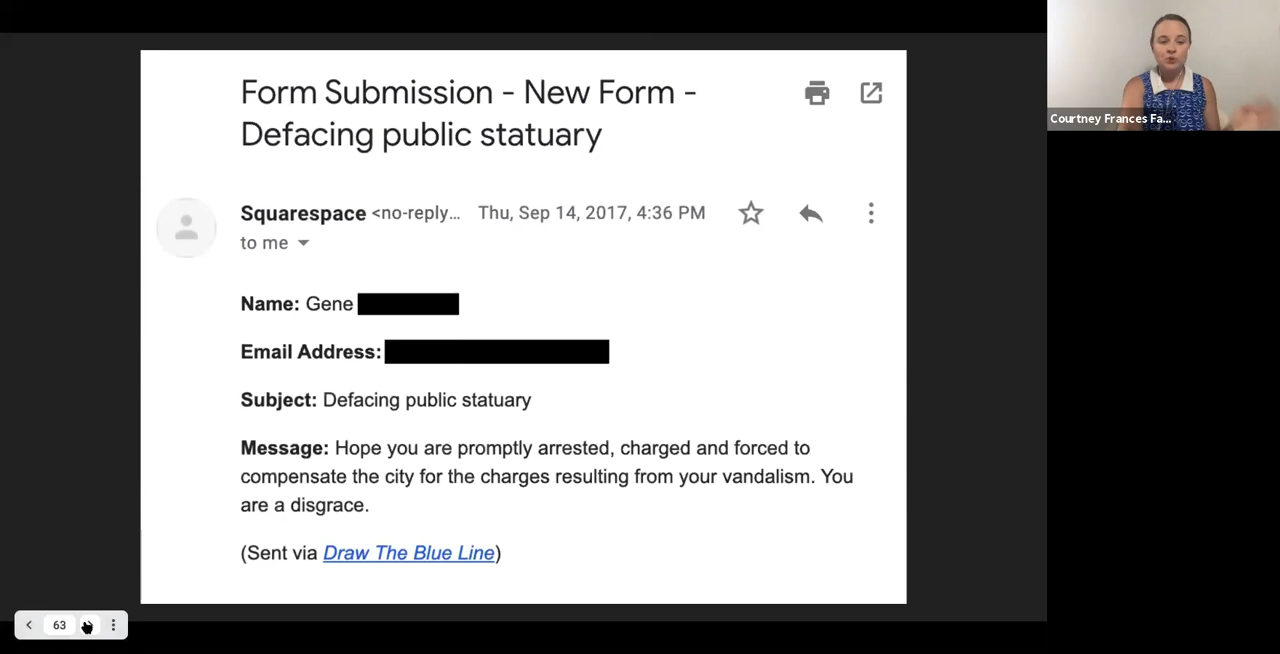 Form Submission - New Form -
Defacing public statuary
Squarespace <no-reply... Thu, Sep 14, 2017, 4:36 PM
to me
Name: Gene
Email Address:
Subject: Defacing public statuary
Message: Hope you are promptly arrested, charged and forced to
compensate the city for the charges resulting from your vandalism. You
are a disgrace.
(Sent via Draw The Blue Line)
Courtney Frances Fa...
63